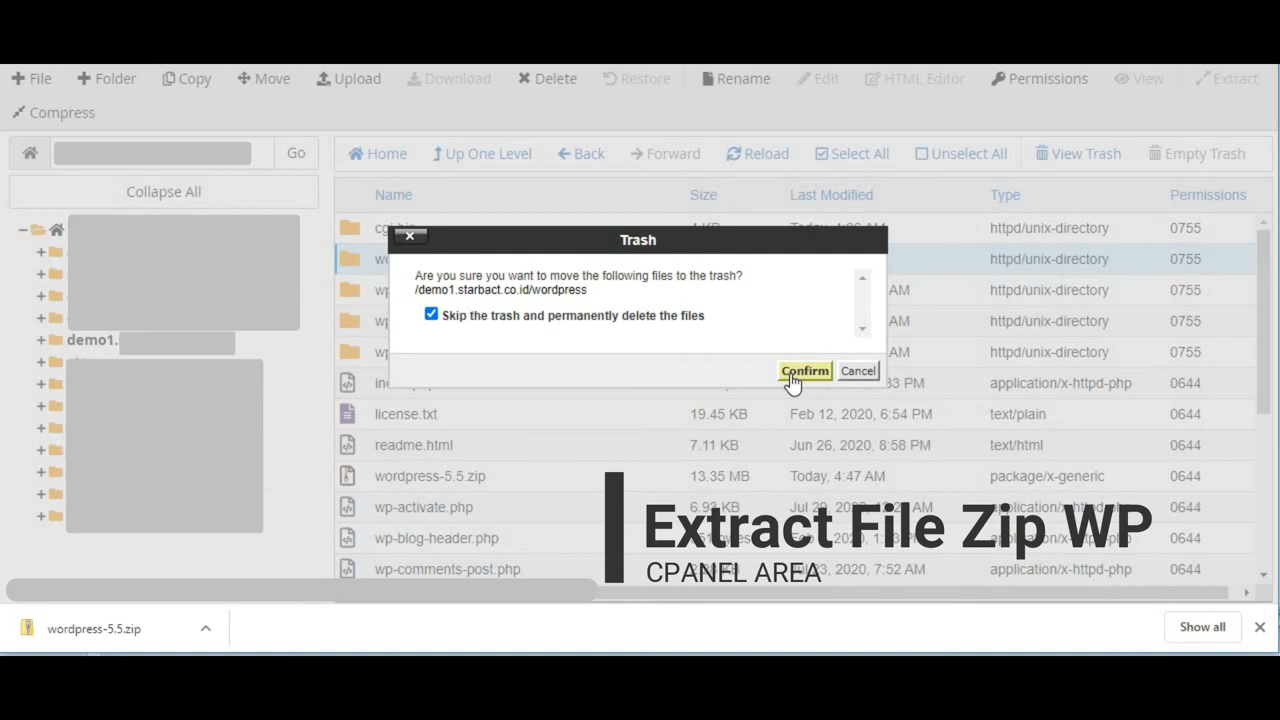 File Folder Copy Move Upload Download Delete Restore Rename Edit HTML Editor Permissions View Extract
Compress
Go Home Up One Level Back Forward Reload Select All Unselect All View Trash Empty Trash
Collapse All
Name Size Last Modified Type Permissions
httpd/unix-directory 0755
httpd/unix-directory 0755
AM httpd/unix-directory 0755
AM httpd/unix-directory 0755
AM httpd/unix-directory 0755
application/x-httpd-php 0644
Trash
Are you sure you want to move the following files to the trash?
/demo1.starbact.co.id/wordpress
Skip the trash and permanently delete the files
Confirm Cancel
demo1.
license.txt 19.45 KB Feb 12, 2020, 6:54 PM text/plain 0644
readme.html 7.11 KB Jun 26, 2020, 8:58 PM text/html 0644
wordpress-5.5.zip 13.35 MB Today, 4:47 AM package/x-generic 0644
wp-activate.php 0644
wp-blog-header.php 0644
wp-comments-post.php 2020, 7:52 AM application/x-httpd-php 0644
Extract File Zip WP
CPANEL AREA
wordpress-5.5.zip Show all